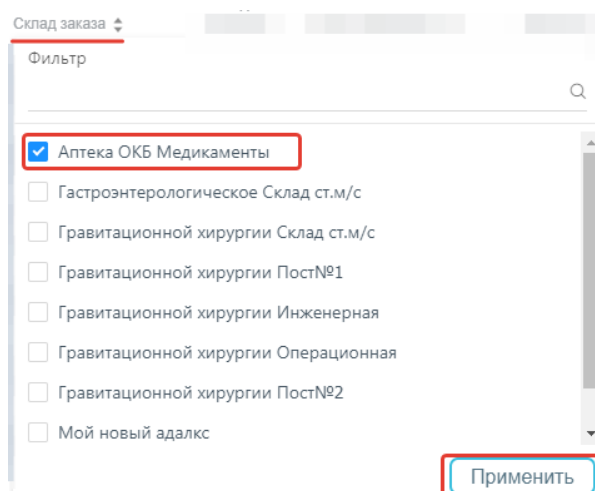 Склад заказа
Фильтр
Аптека ОКБ Медикаменты
Гастроэнтерологическое Склад ст.м/с
Гравитационной хирургии Склад ст.м/с
Гравитационной хирургии Пост№1
Гравитационной хирургии Инженерная
Гравитационной хирургии Операционная
Гравитационной хирургии Пост№2
Мой новый адалкс
Применить